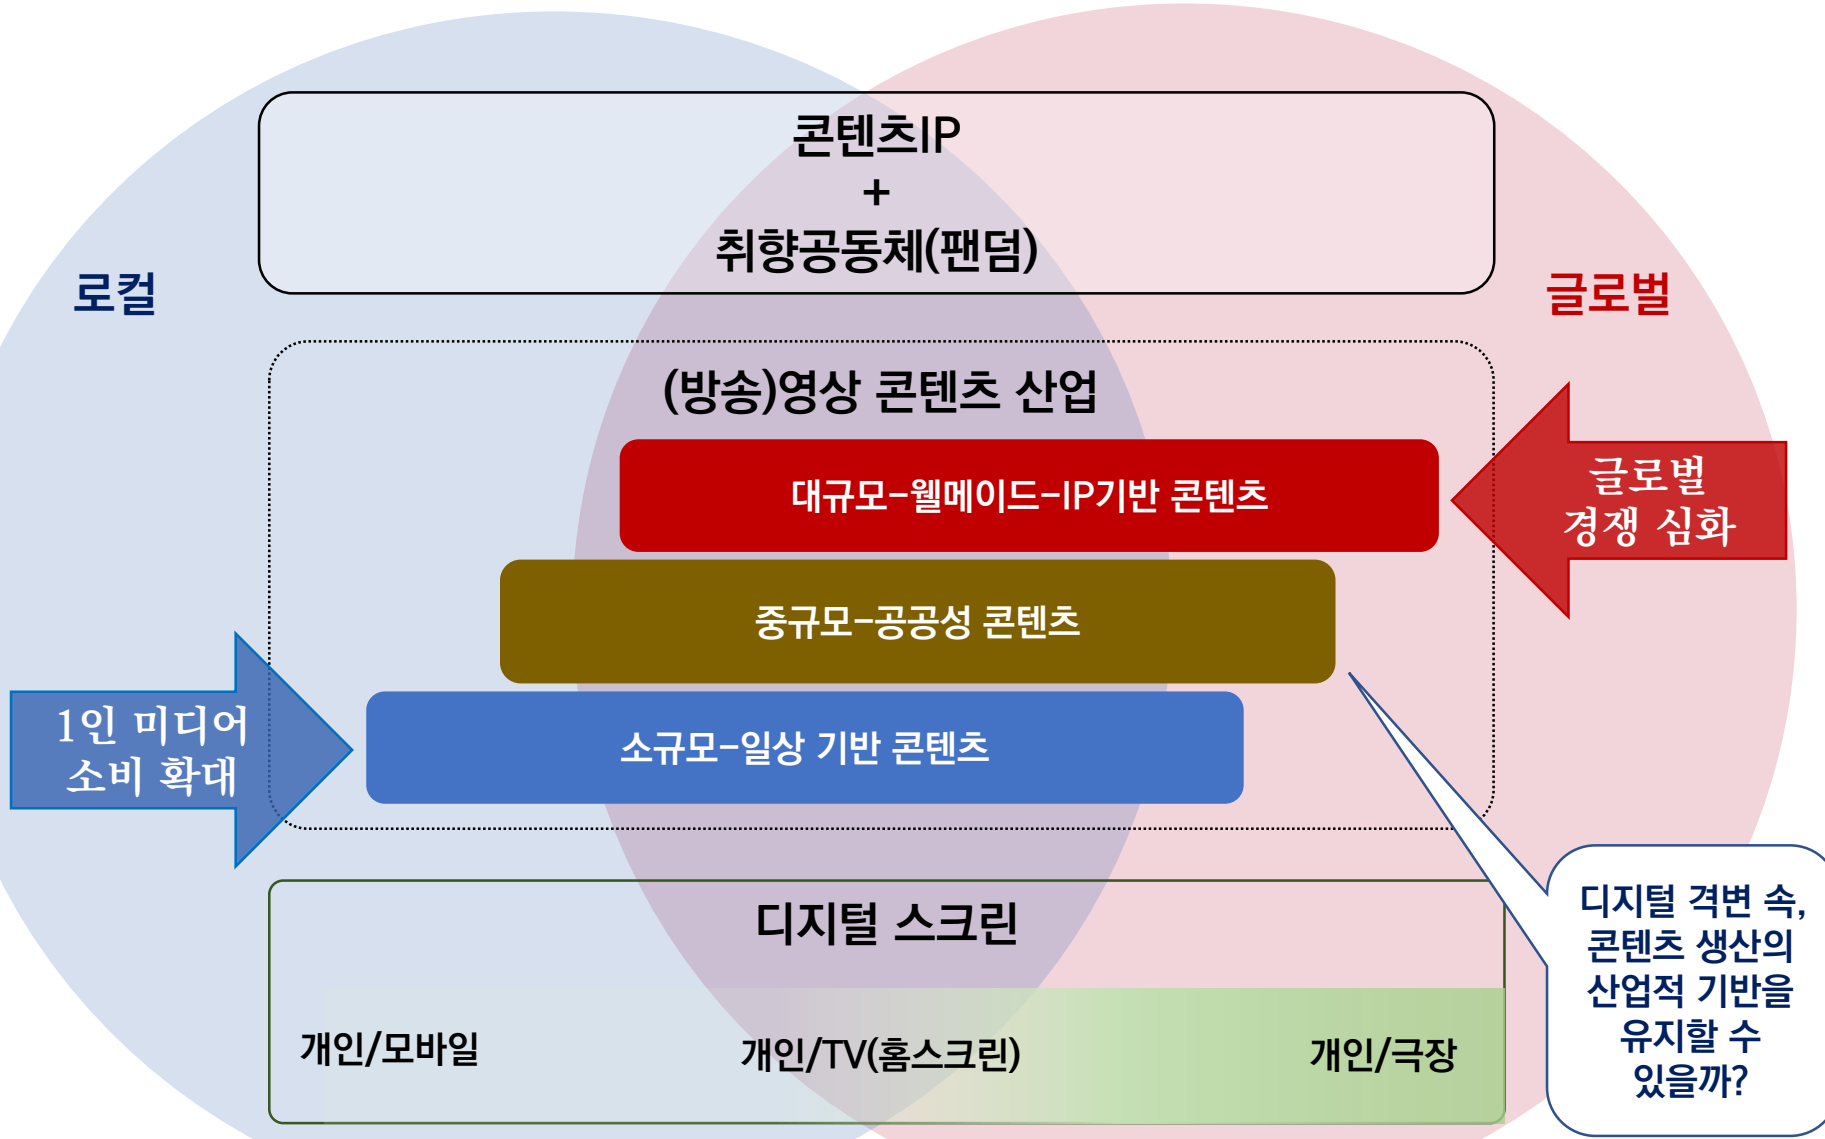 콘텐츠IP
+
취향공동체(팬덤)
로컬
글로벌
(방송)영상 콘텐츠 산업
대규모-웰메이드-IP기반 콘텐츠
글로벌
경쟁 심화
중규모-공공성 콘텐츠
1인 미디어
소비 확대
소규모-일상 기반 콘텐츠
디지털 스크린
개인/모바일
개인/TV(홈스크린)
개인/극장
디지털 격변 속,
콘텐츠 생산의
산업적 기반을
유지할 수
있을까?